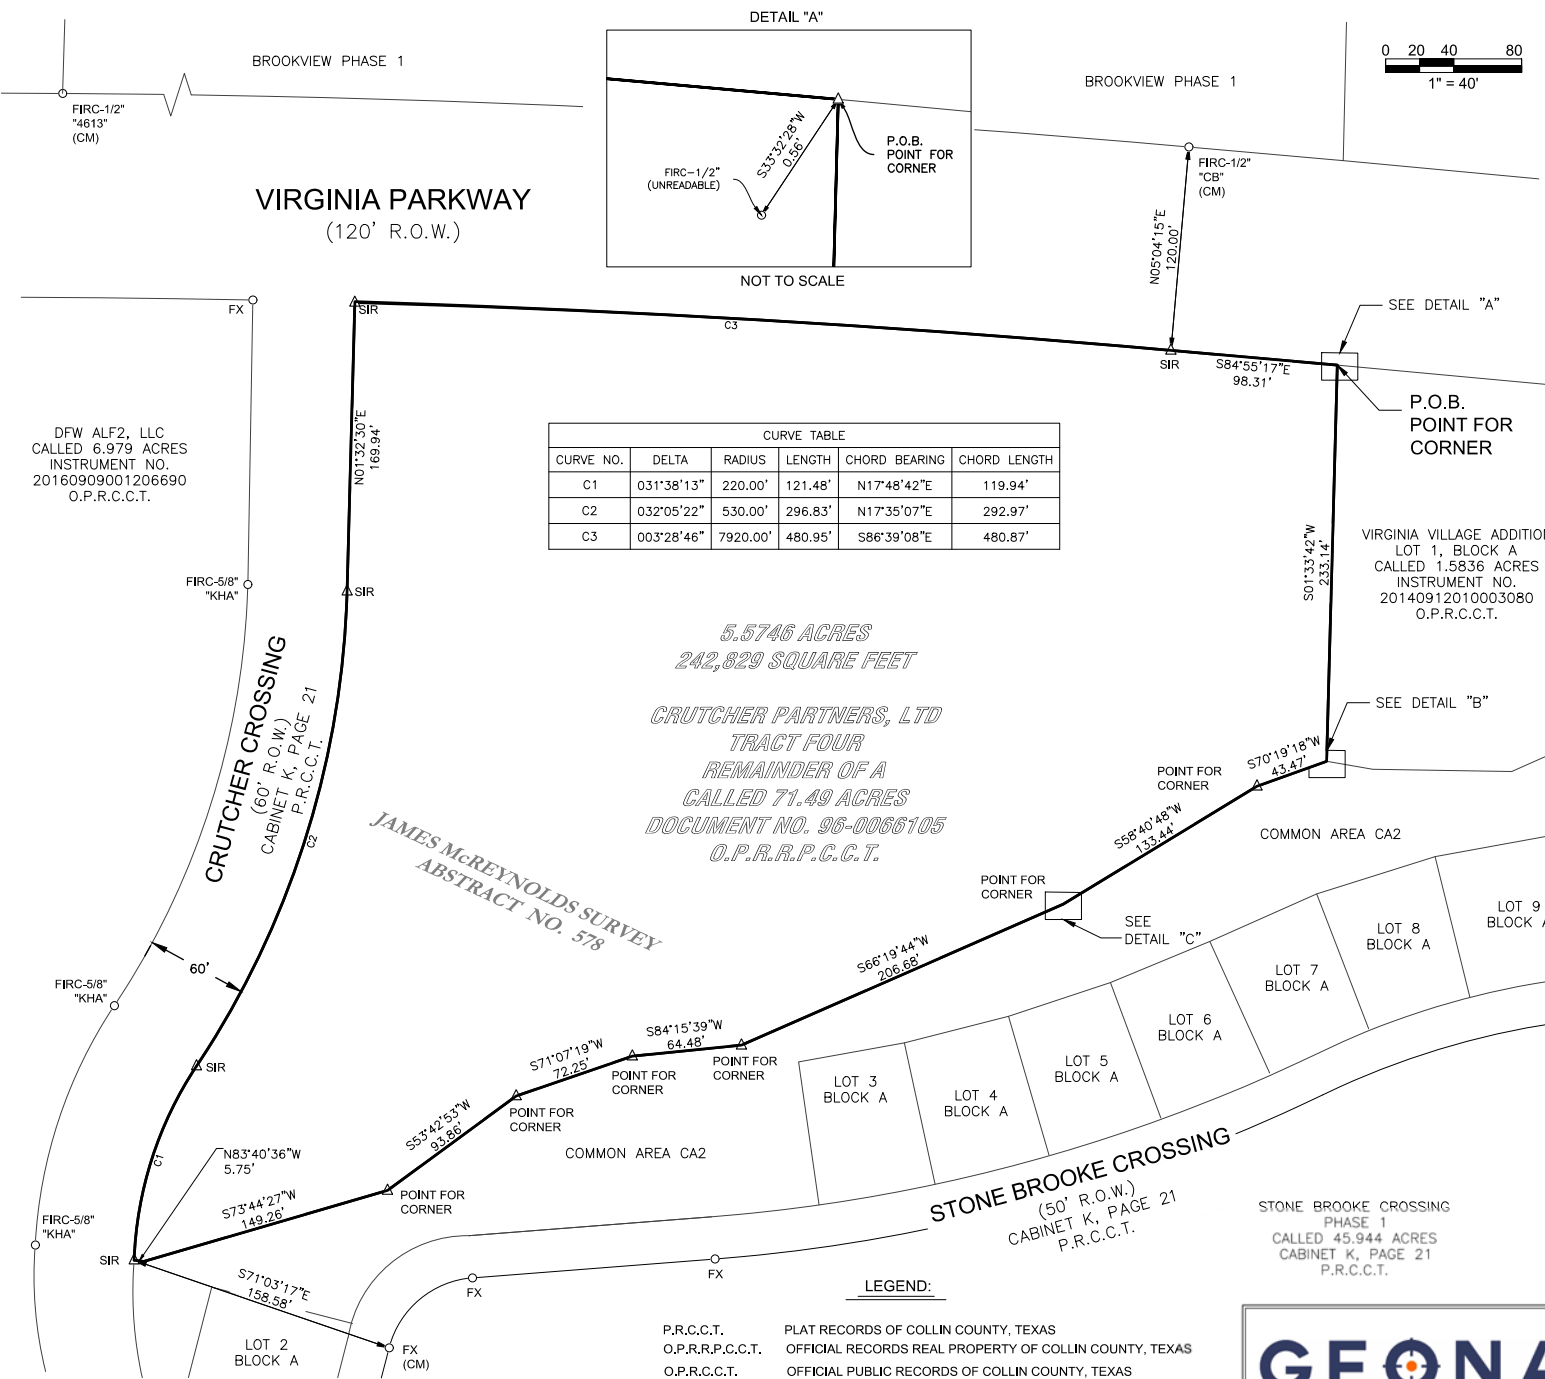 DETAIL "A"
BROOKVIEW PHASE 1
BROOKVIEW PHASE 1
0 20 40 80
1" = 40'
FIRC-1/2"
"4613"
(CM)
S33°32'28"W
0.56'
FIRC-1/2"
(UNREADABLE)
P.O.B.
POINT FOR
CORNER
NOT TO SCALE
FIRC-1/2"
"CB"
(CM)
VIRGINIA PARKWAY
(120' R.O.W.)
N05°04'15"E
120.00'
FX
SIR
C3
SIR
S84°55'17"E
98.31'
SEE DETAIL "A"
P.O.B.
POINT FOR
CORNER
DFW ALF2, LLC
CALLED 6.979 ACRES
INSTRUMENT NO.
20160909001206690
O.P.R.C.C.T.
N01°32'30"E
169.94'
CURVE TABLE
CURVE NO. DELTA RADIUS LENGTH CHORD BEARING CHORD LENGTH
C1 031°38'13" 220.00' 121.48' N17°48'42"E 119.94'
C2 032°05'22" 530.00' 296.83' N17°35'07"E 292.97'
C3 003°28'46" 7920.00' 480.95' S86°39'08"E 480.87'
S01°33'42"W
233.14'
VIRGINIA VILLAGE ADDITION
LOT 1, BLOCK A
CALLED 1.5836 ACRES
INSTRUMENT NO.
20140912010003080
O.P.R.C.C.T.
FIRC-5/8"
"KHA"
SIR
5.5746 ACRES
242,829 SQUARE FEET
CRUTCHER PARTNERS, LTD
TRACT FOUR
REMAINDER OF A
CALLED 71.49 ACRES
DOCUMENT NO. 96-0066105
O.P.R.R.P.C.C.T.
CRUTCHER CROSSING
(60' R.O.W.)
CABINET K, PAGE 21
P.R.C.C.T.
C2
JAMES McREYNOLDS SURVEY
ABSTRACT NO. 578
SEE DETAIL "B"
S70°19'18"W
43.47'
POINT FOR
CORNER
S58°40'48"W
133.44'
COMMON AREA CA2
POINT FOR
CORNER
SEE
DETAIL "C"
S66°19'44"W
206.68'
60'
FIRC-5/8"
"KHA"
SIR
LOT 9
BLOCK A
LOT 8
BLOCK A
LOT 7
BLOCK A
LOT 6
BLOCK A
LOT 5
BLOCK A
LOT 4
BLOCK A
LOT 3
BLOCK A
S84°15'39"W
64.48'
POINT FOR
CORNER
S71°07'19"W
72.25'
POINT FOR
CORNER
S53°42'53"W
93.86'
POINT FOR
CORNER
COMMON AREA CA2
C1
N83°40'36"W
5.75'
S73°44'27"W
149.26'
POINT FOR
CORNER
FIRC-5/8"
"KHA"
SIR
S71°03'17"E
158.58'
STONE BROOKE CROSSING
(50' R.O.W.)
CABINET K, PAGE 21
P.R.C.C.T.
STONE BROOKE CROSSING
PHASE 1
CALLED 45.944 ACRES
CABINET K, PAGE 21
P.R.C.C.T.
FX
FX
FX
(CM)
LOT 2
BLOCK A
LEGEND:
P.R.C.C.T. PLAT RECORDS OF COLLIN COUNTY, TEXAS
O.P.R.R.P.C.C.T. OFFICIAL RECORDS REAL PROPERTY OF COLLIN COUNTY, TEXAS
O.P.R.C.C.T. OFFICIAL PUBLIC RECORDS OF COLLIN COUNTY, TEXAS
GEONA